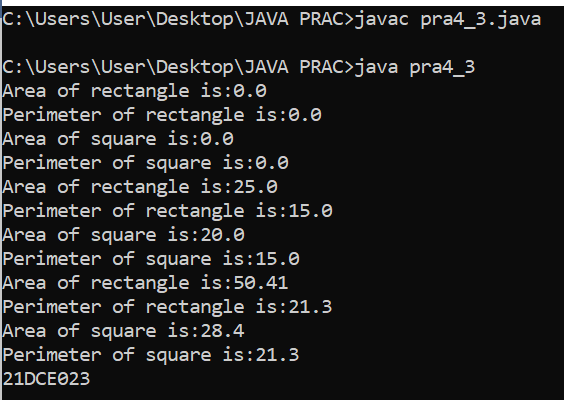 C:\Users\User\Desktop\JAVA PRAC>javac pra4_3.java
C:\Users\User\Desktop\JAVA PRAC>java pra4_3
Area of rectangle is:0.0
Perimeter of rectangle is:0.0
Area of square is:0.0
Perimeter of square is:0.0
Area of rectangle is:25.0
Perimeter of rectangle is:15.0
Area of square is:20.0
Perimeter of square is:15.0
Area of rectangle is:50.41
Perimeter of rectangle is:21.3
Area of square is:28.4
Perimeter of square is:21.3
21DCE023